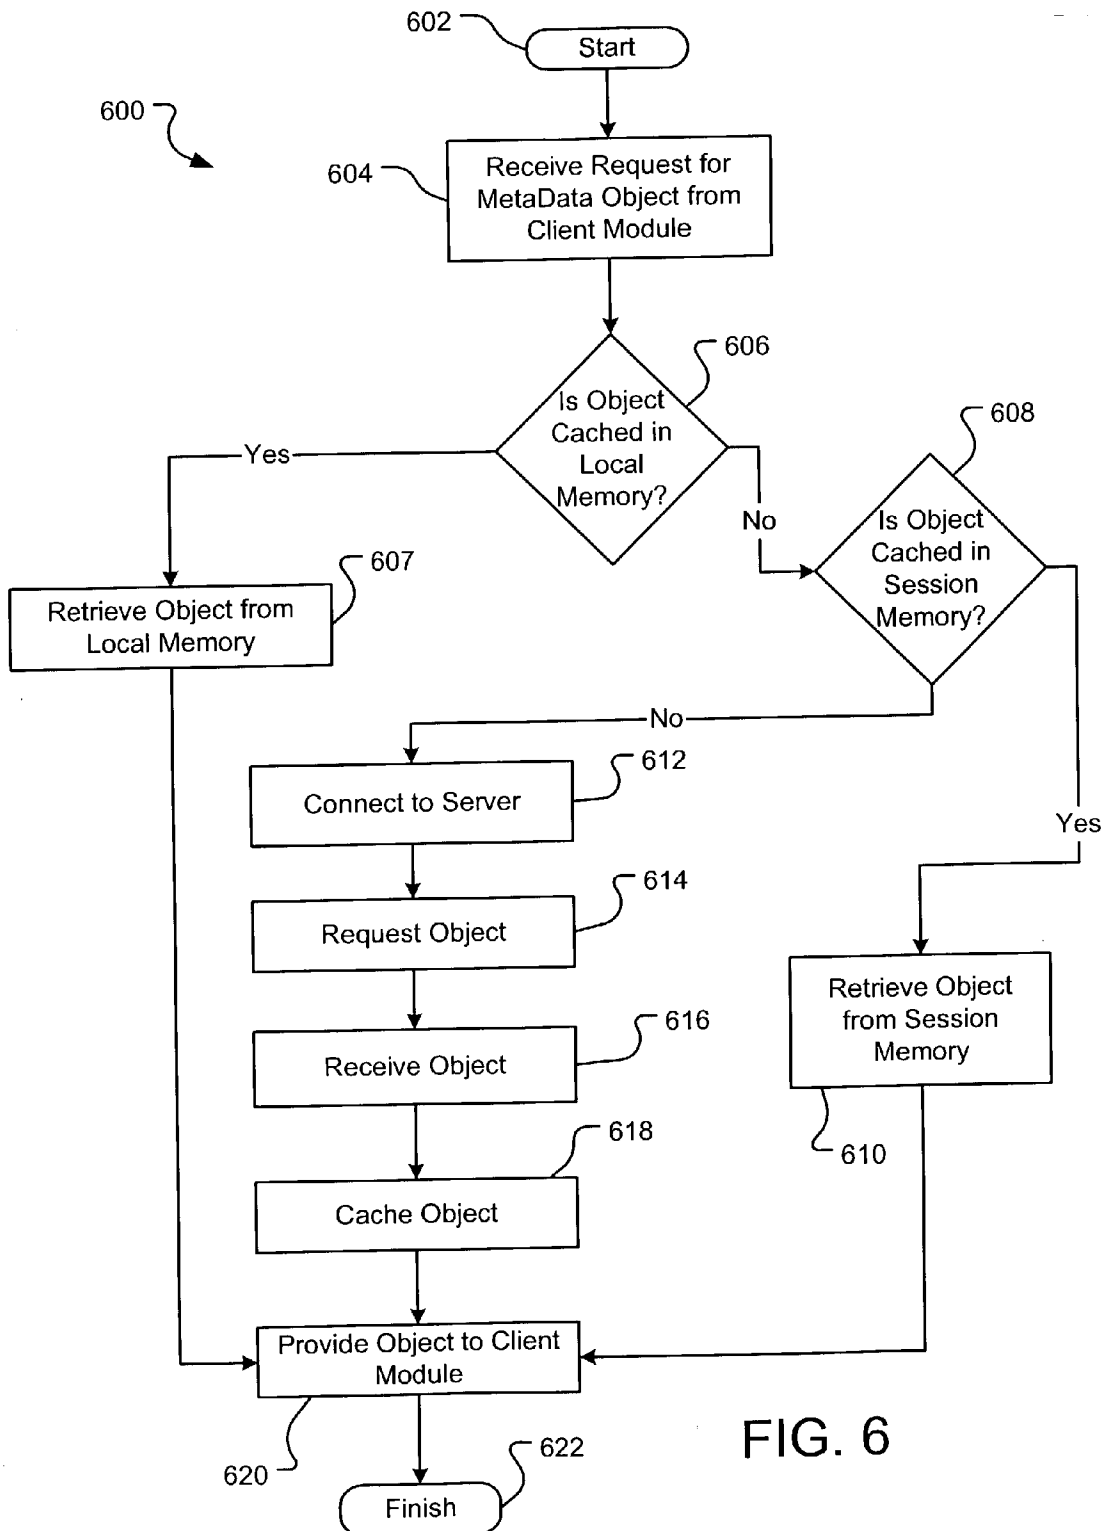 602
Start
600
604
Receive Request for
MetaData Object from
Client Module
606
Is Object
Cached in
Local
Memory?
608
Yes
No
Is Object
Cached in
Session
Memory?
607
Retrieve Object from
Local Memory
No
612
Connect to Server
Yes
614
Request Object
Retrieve Object
from Session
Memory
616
Receive Object
610
618
Cache Object
Provide Object to Client
Module
620
622
Finish
FIG. 6